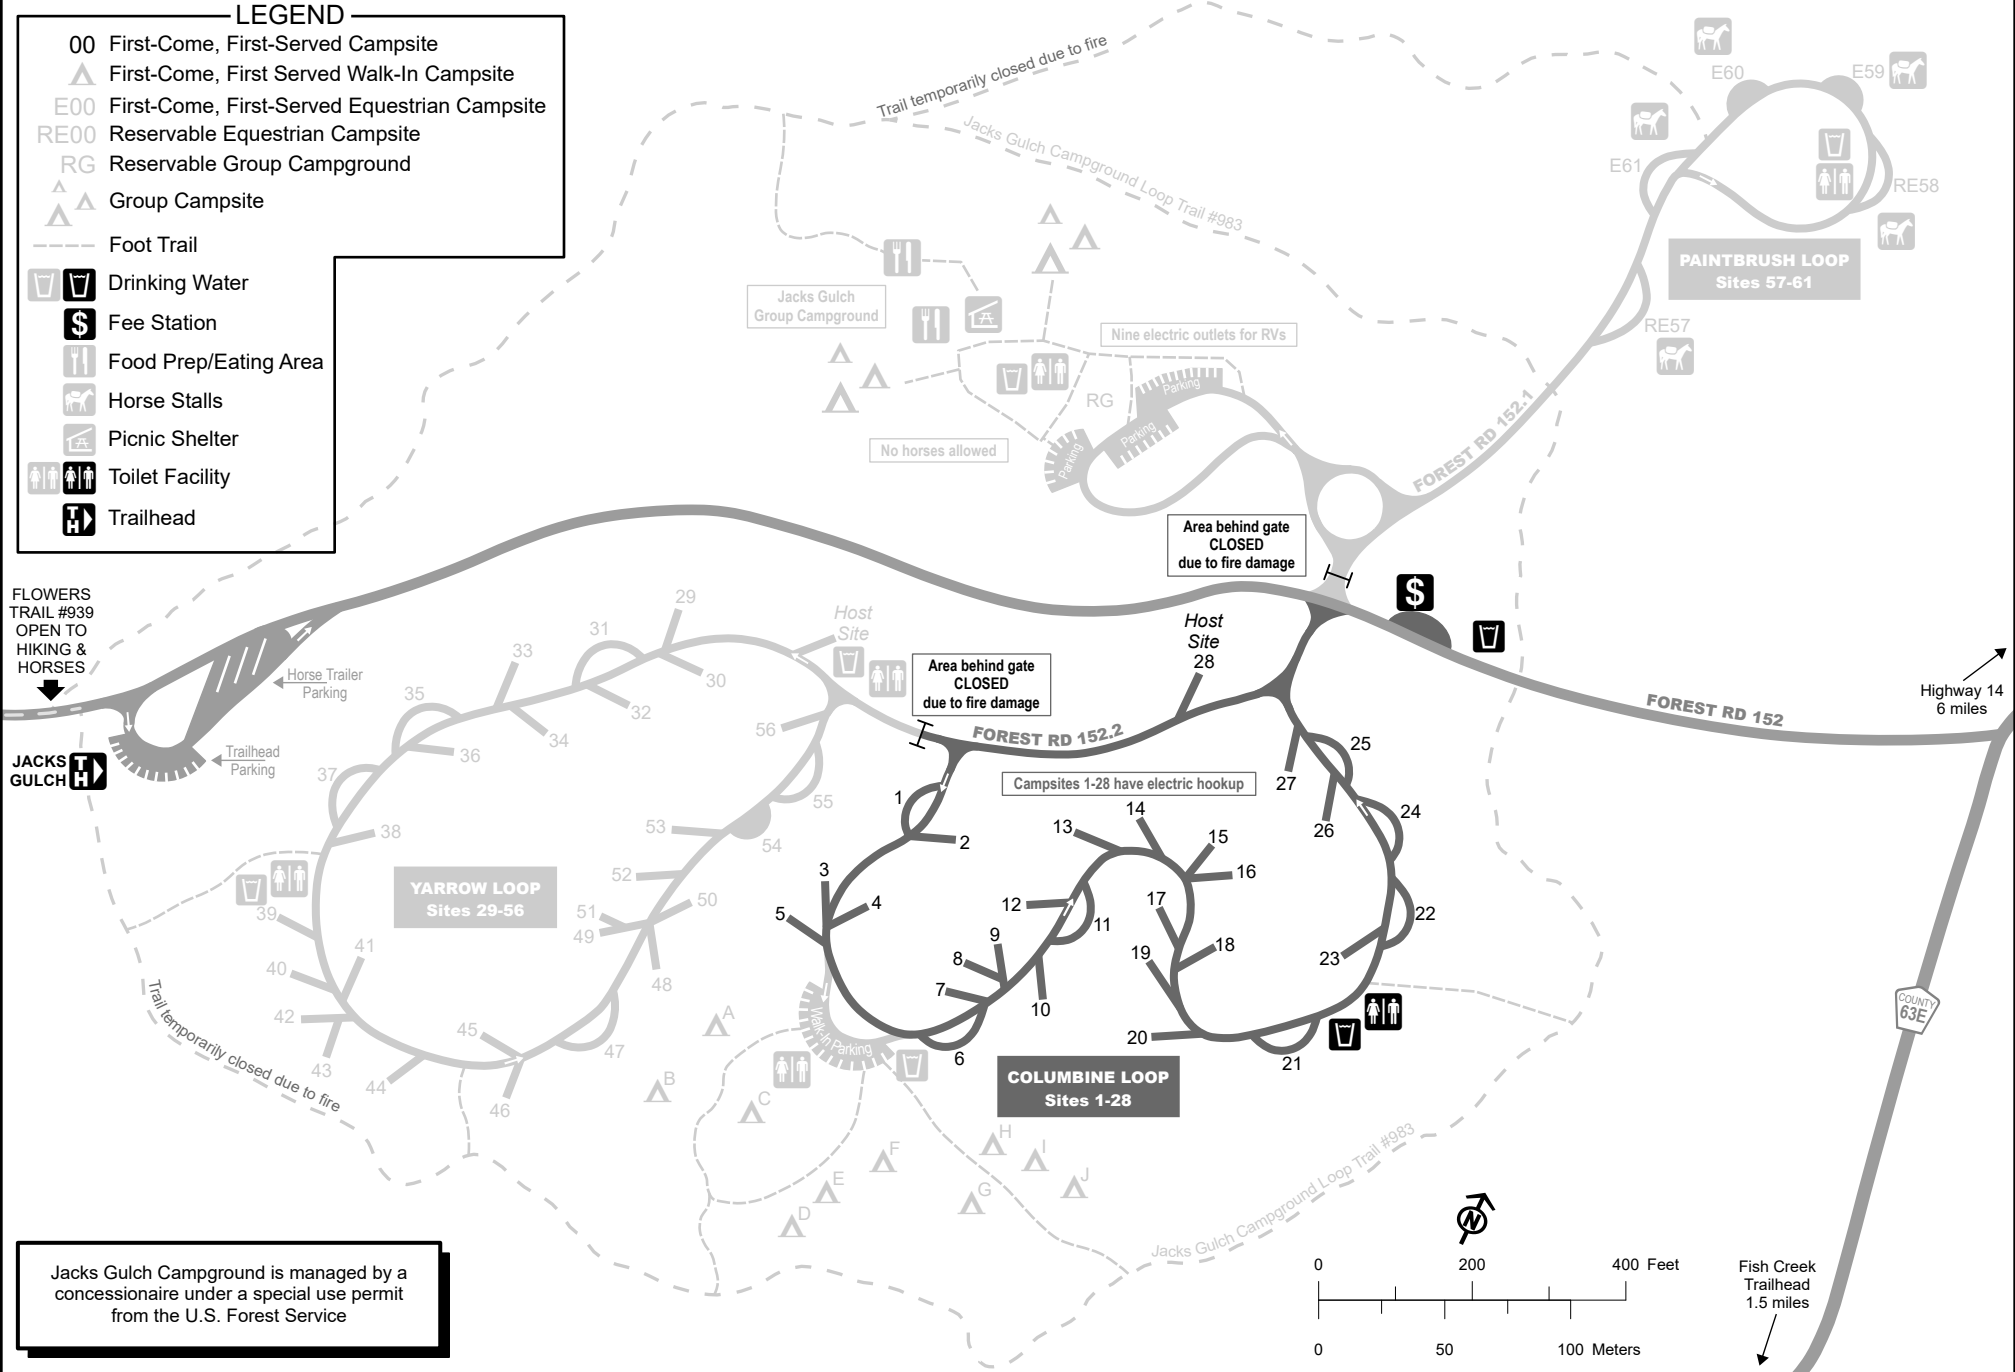 LEGEND
00 First-Come, First-Served Campsite
First-Come, First Served Walk-In Campsite
E00 First-Come, First-Served Equestrian Campsite
RE00 Reservable Equestrian Campsite
RG Reservable Group Campground
Group Campsite
Foot Trail
Drinking Water
$ Fee Station
Food Prep/Eating Area
Horse Stalls
Picnic Shelter
Toilet Facility
TH Trailhead
Trail temporarily closed due to fire
Jacks Gulch Campground Loop Trail #983
E60
E59
E61
RE58
PAINTBRUSH LOOP
Sites 57-61
RE57
Jacks Gulch
Group Campground
Nine electric outlets for RVs
Parking
RG
Parking
Parking
No horses allowed
FOREST RD 152.1
Area behind gate
CLOSED
due to fire damage
$
FLOWERS
TRAIL #939
OPEN TO
HIKING &
HORSES
Horse Trailer
Parking
Trailhead
Parking
JACKS
GULCH
TH
Host
Site
Area behind gate
CLOSED
due to fire damage
Host
Site
28
FOREST RD 152.2
FOREST RD 152
Highway 14
6 miles
Campsites 1-28 have electric hookup
29
30
31
32
33
34
35
36
37
38
39
40
41
42
43
44
45
46
47
48
49
50
51
52
53
54
55
56
YARROW LOOP
Sites 29-56
1
2
3
4
5
6
7
8
9
10
11
12
13
14
15
16
17
18
19
20
21
22
23
24
25
26
27
COLUMBINE LOOP
Sites 1-28
Walk-In Parking
A
B
C
D
E
F
G
H
I
J
Trail temporarily closed due to fire
Jacks Gulch Campground Loop Trail #983
COUNTY
63E
N
0 200 400 Feet
0 50 100 Meters
Fish Creek
Trailhead
1.5 miles
Jacks Gulch Campground is managed by a
concessionaire under a special use permit
from the U.S. Forest Service